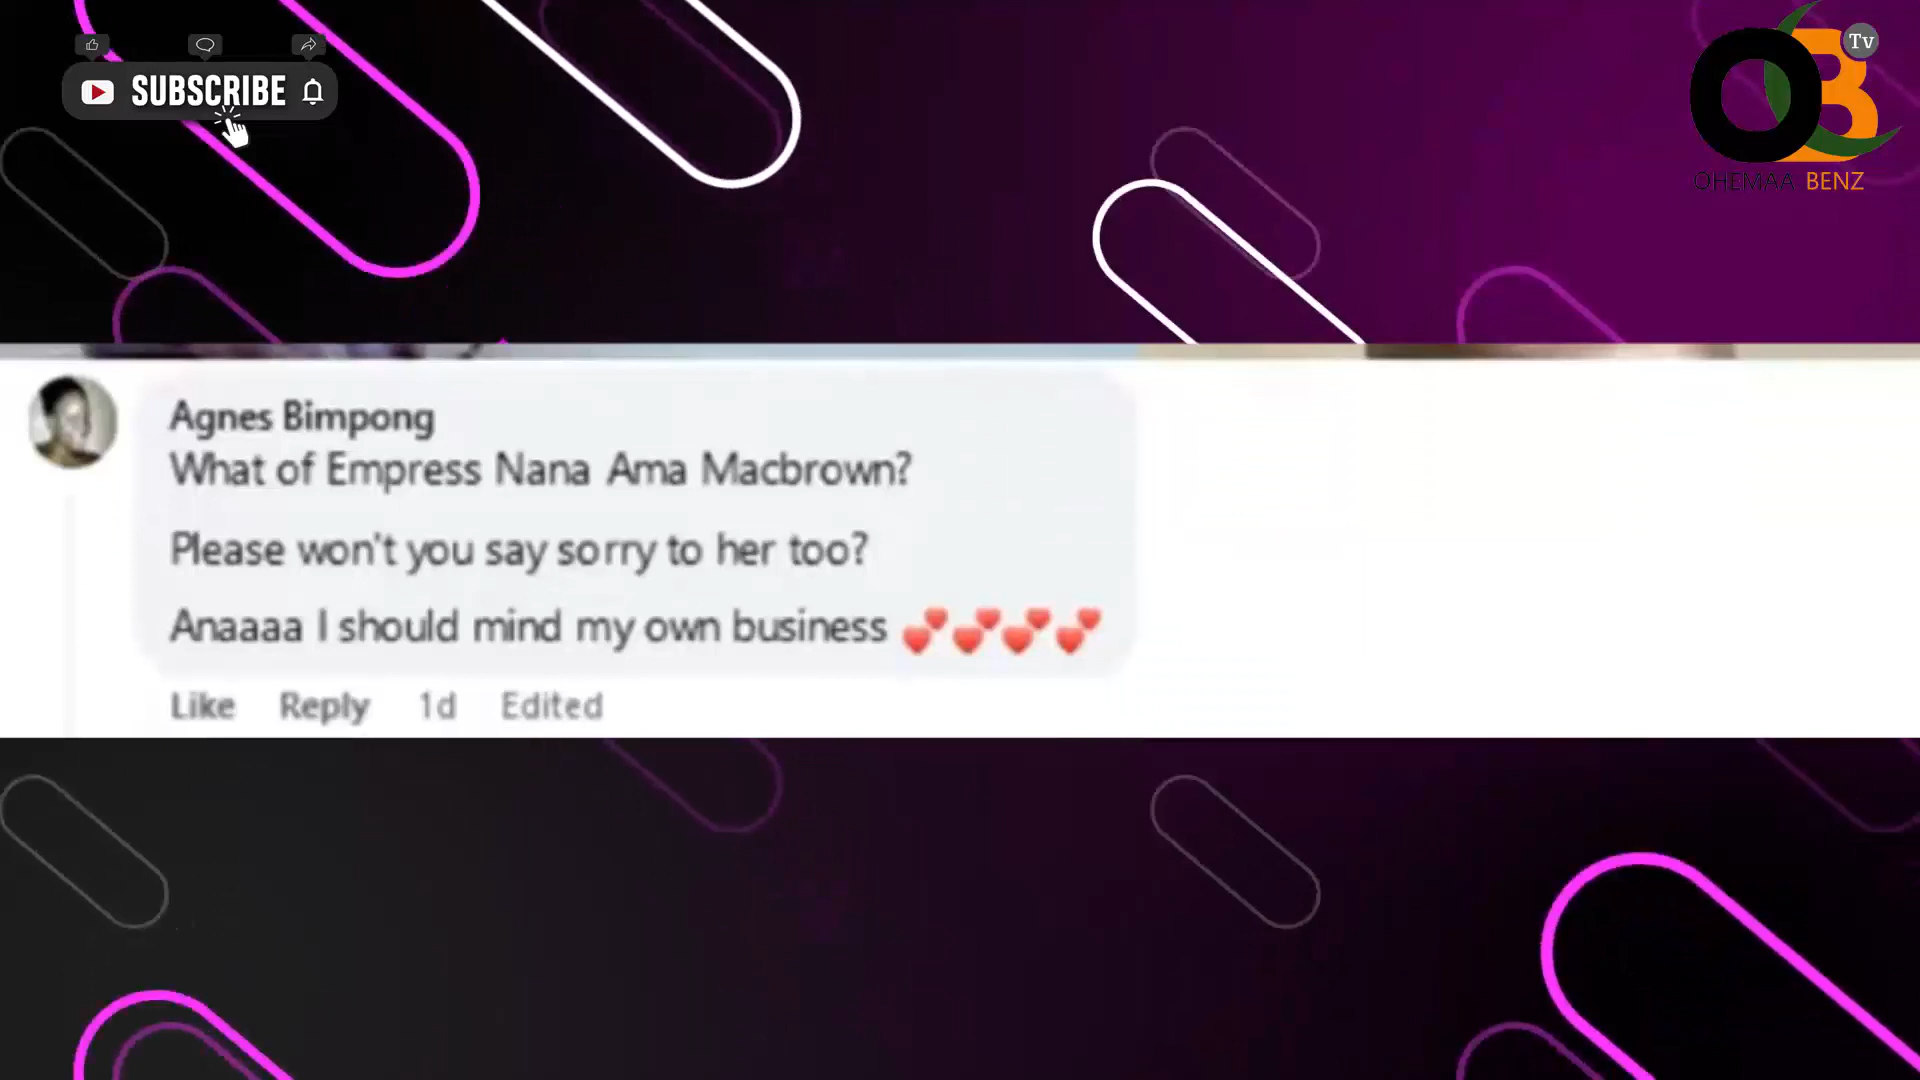 SUBSCRIBE
Tv
OB
OHEMAA BENZ
Agnes Bimpong
What of Empress Nana Ama Macbrown?
Please won't you say sorry to her too?
Anaaaa I should mind my own business 💕💕💕💕
Like Reply 1d Edited